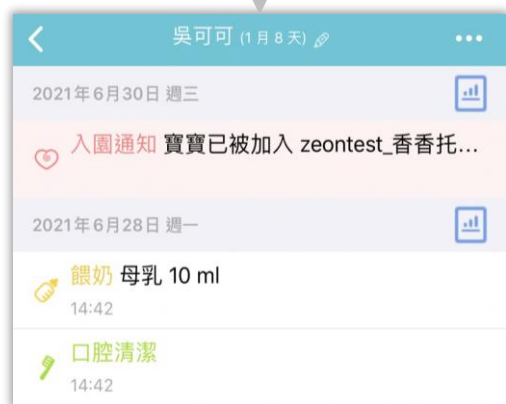 吳可可 (1 月 8 天)
2021年6月30日 週三
入園通知 寶寶已被加入 zeontest_香香托...
2021年6月28日 週一
餵奶 母乳 10 ml
14:42
口腔清潔
14:42